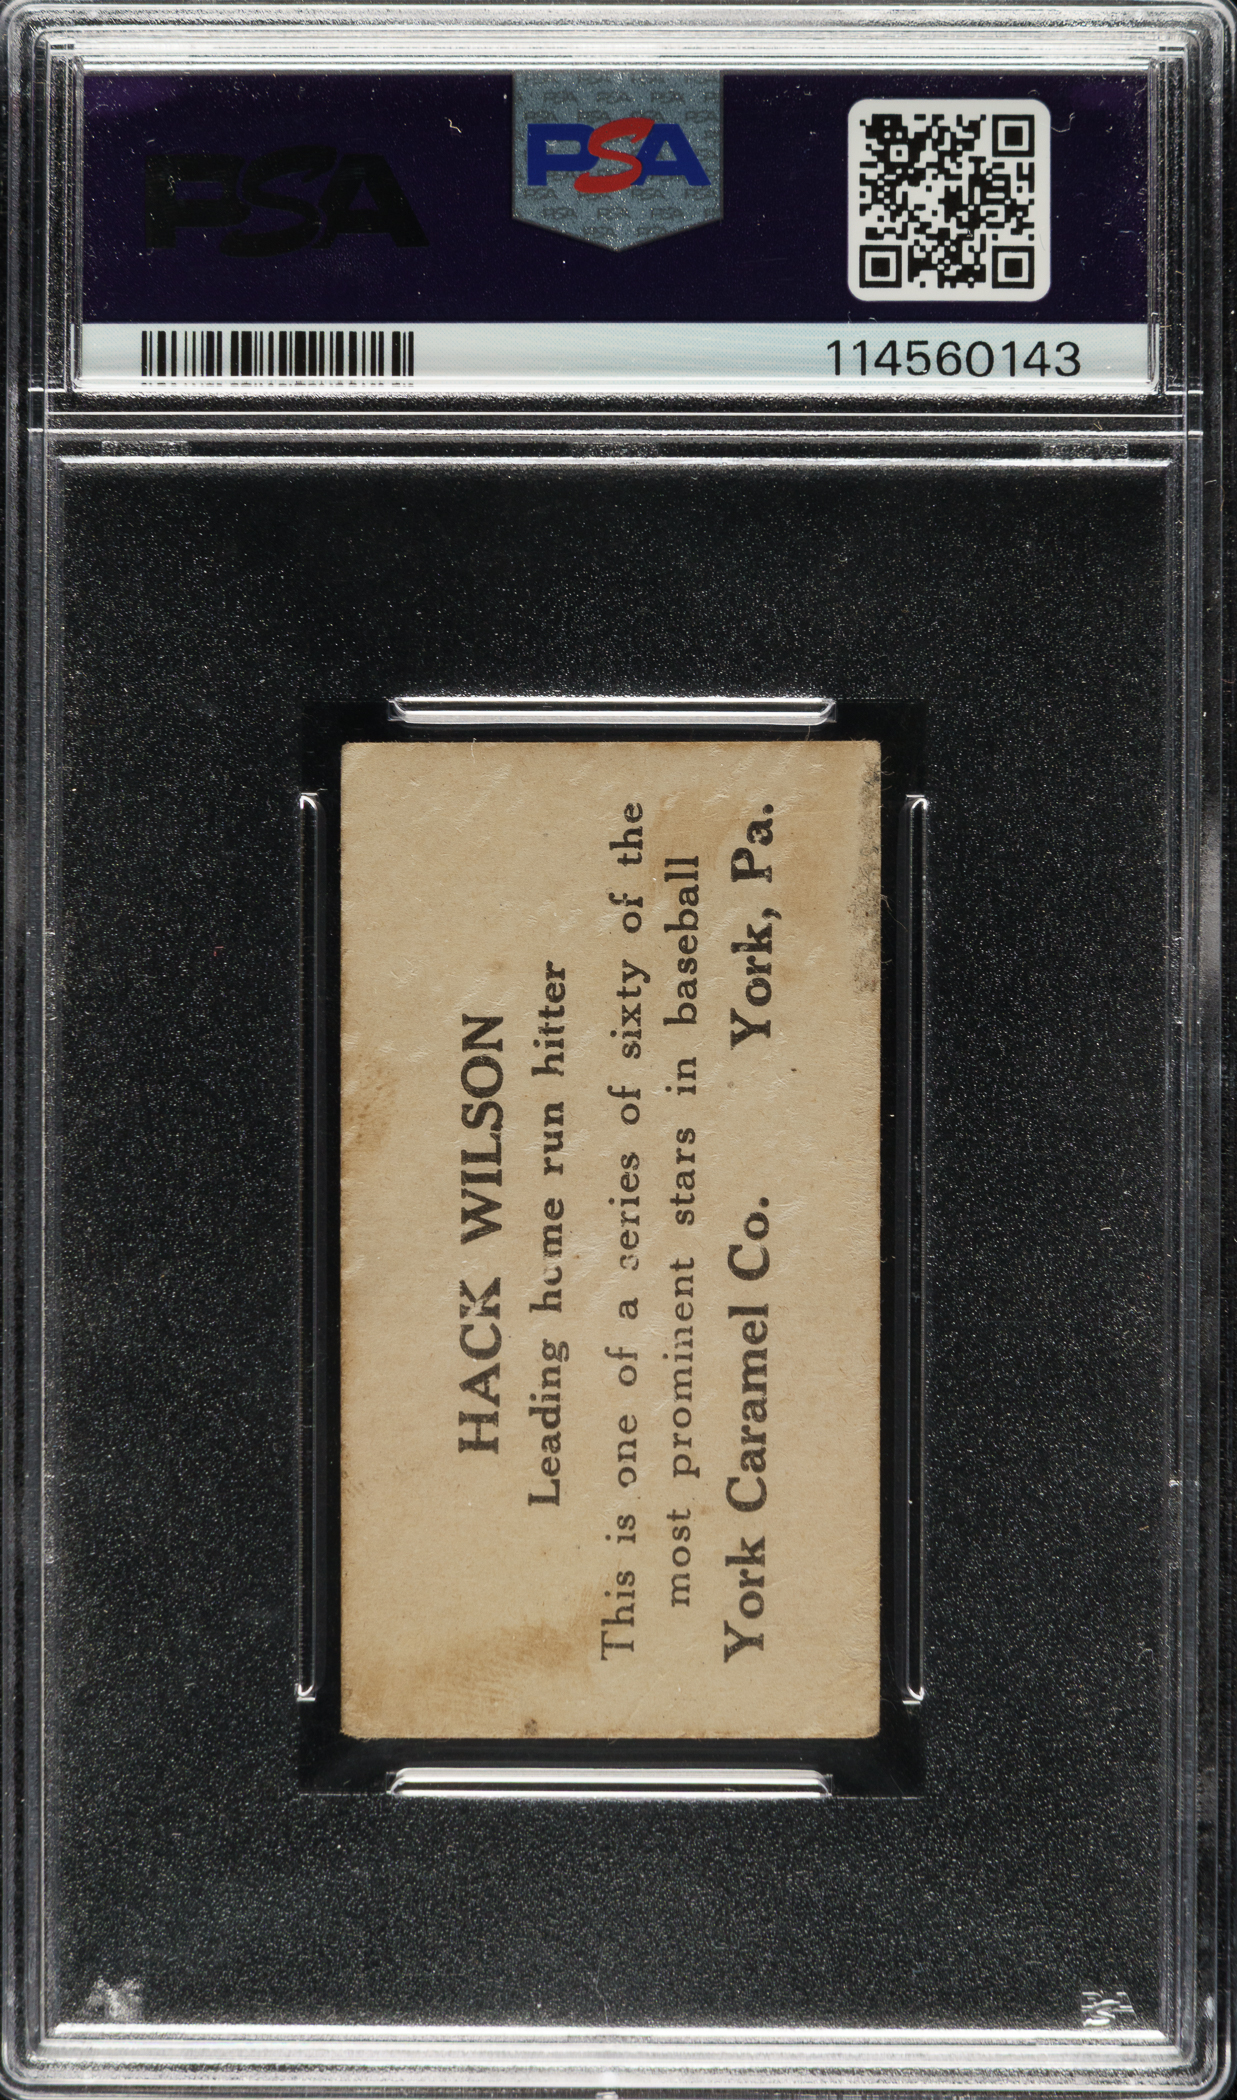 PSA
PSA
114560143
HACK WILSON
Leading home run hitter
This is one of a series of sixty of the
most prominent stars in baseball
York Caramel Co. York, Pa.